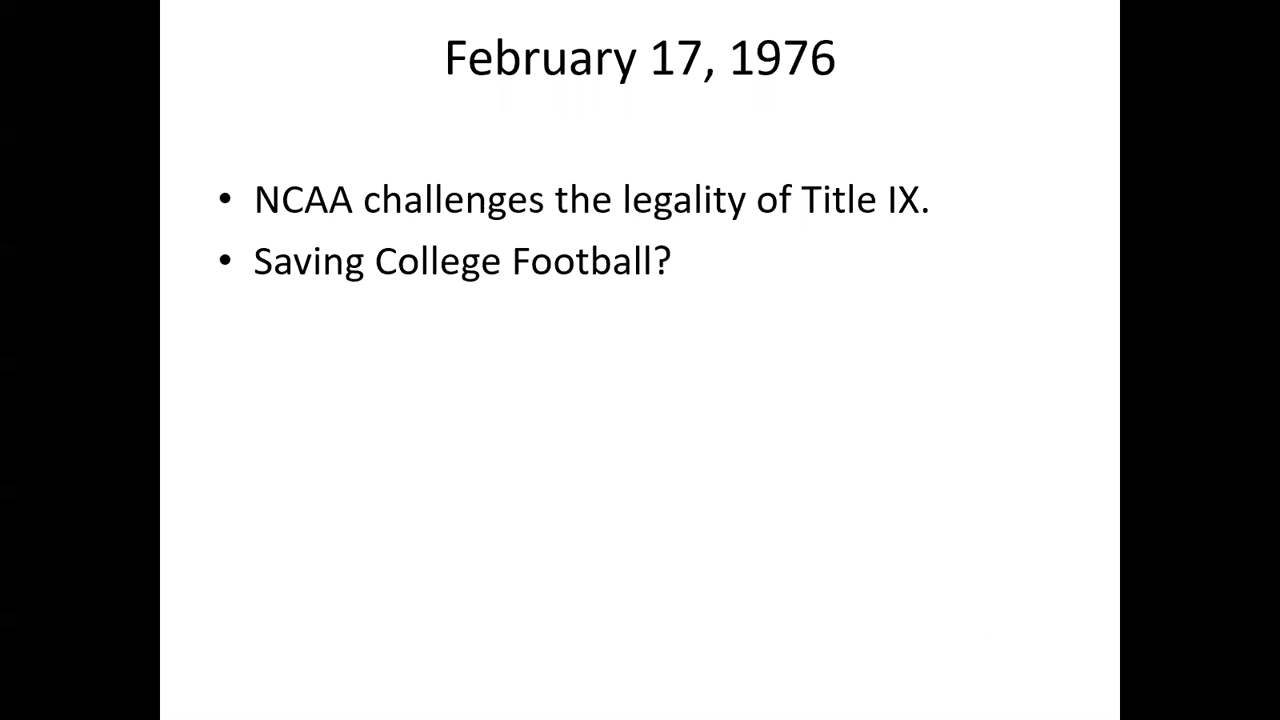 February 17, 1976
• NCAA challenges the legality of Title IX.
• Saving College Football?